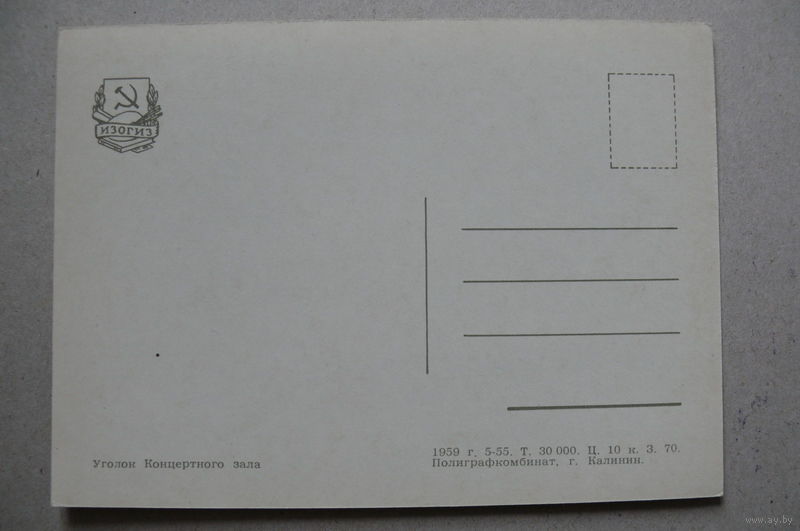 ИЗОГИЗ
Уголок Концертного зала
1959 г. 5-55. Т. 30 000. Ц. 10 к. З. 70.
Полиграфкомбинат, г. Калинин.
www.ay.by